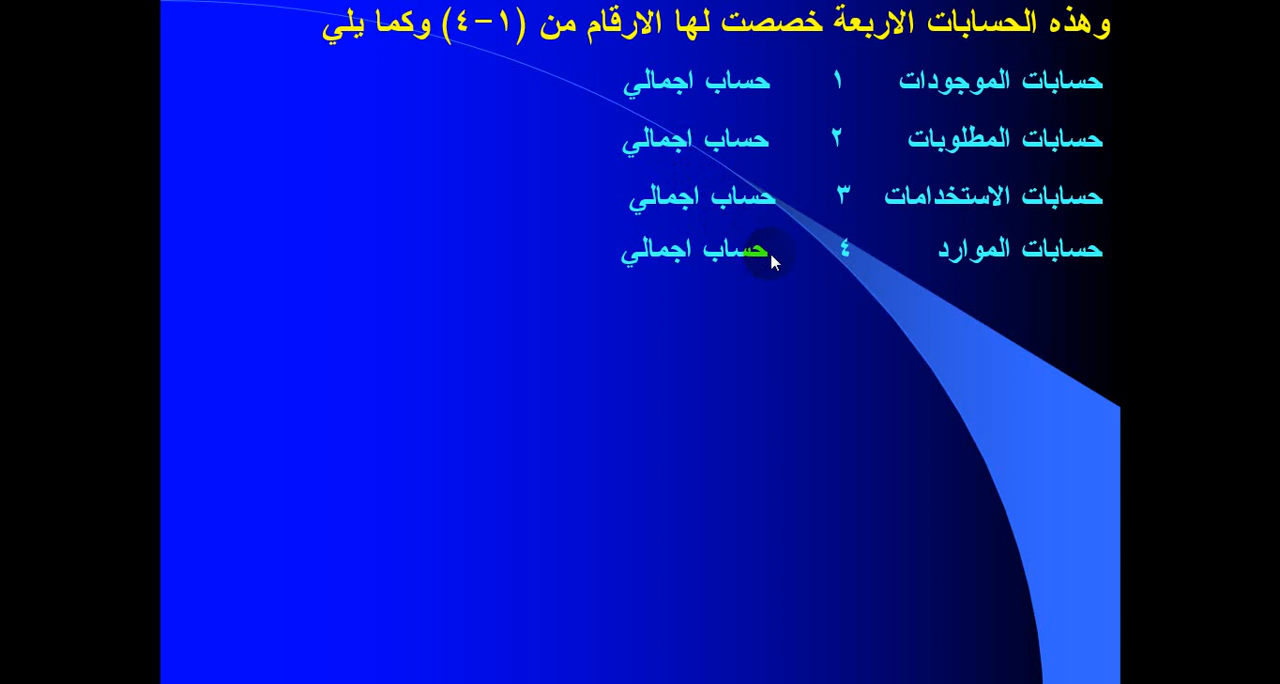 وهذه الحسابات الاربعة خصصت لها الارقام من (١-٤) وكما يلي
حسابات الموجودات ١ حساب اجمالي
حسابات المطلوبات ٢ حساب اجمالي
حسابات الاستخدامات ٣ حساب اجمالي
حسابات الموارد ٤ حساب اجمالي